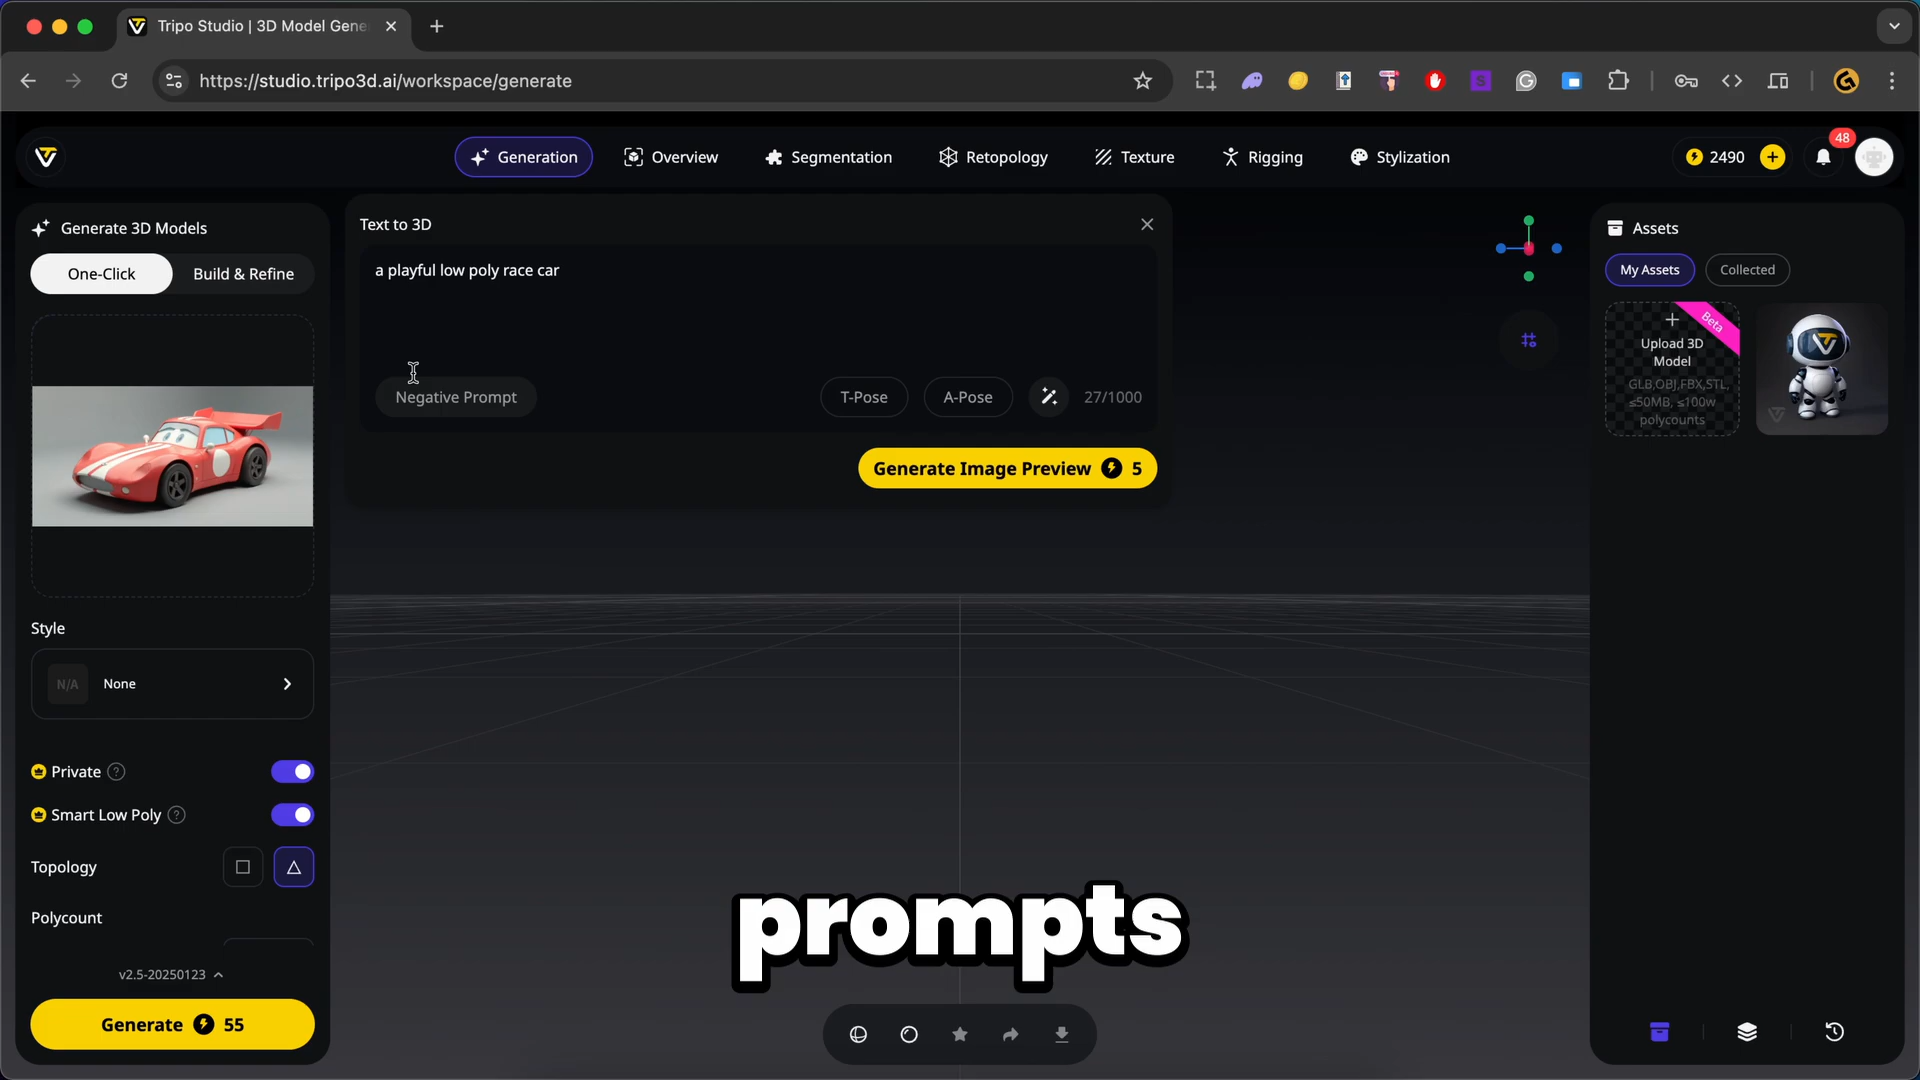 Tripo Studio | 3D Model Gene
https://studio.tripo3d.ai/workspace/generate
Generation
Overview
Segmentation
Retopology
Texture
Rigging
Stylization
2490
48
Generate 3D Models
One-Click
Build & Refine
Style
N/A
None
Private
Smart Low Poly
Topology
Polycount
v2.5-20250123
Generate 55
Text to 3D
a playful low poly race car
Negative Prompt
T-Pose
A-Pose
27/1000
Generate Image Preview 5
prompts
Assets
My Assets
Collected
Beta
Upload 3D
Model
GLB,OBJ,FBX,STL,
≤50MB, ≤100w
polycounts